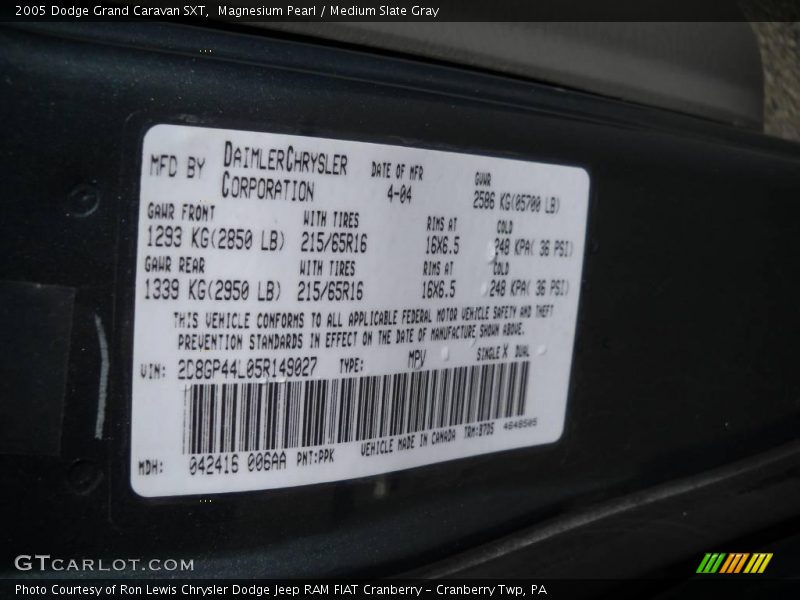 2005 Dodge Grand Caravan SXT,  Magnesium Pearl / Medium Slate Gray
MFD BY DAIMLERCHRYSLER CORPORATION
DATE OF MFR
4-04
GVWR
2586 KG(05700 LB)
GAWR FRONT WITH TIRES RIMS AT COLD
1293 KG(2850 LB) 215/65R16 16X6.5 248 KPA( 36 PSI)
GAWR REAR WITH TIRES RIMS AT COLD
1339 KG(2950 LB) 215/65R16 16X6.5 248 KPA( 36 PSI)
THIS VEHICLE CONFORMS TO ALL APPLICABLE FEDERAL MOTOR VEHICLE SAFETY AND THEFT
PREVENTION STANDARDS IN EFFECT ON THE DATE OF MANUFACTURE SHOWN ABOVE.
VIN: 2D8GP44L05R149027 TYPE: MPV SINGLE X DUAL
MDH: 042416 006AA PNT:PPK VEHICLE MADE IN CANADA TRM:B7D5 4648505
GTCARLOT.COM
Photo Courtesy of Ron Lewis Chrysler Dodge Jeep RAM FIAT Cranberry – Cranberry Twp, PA